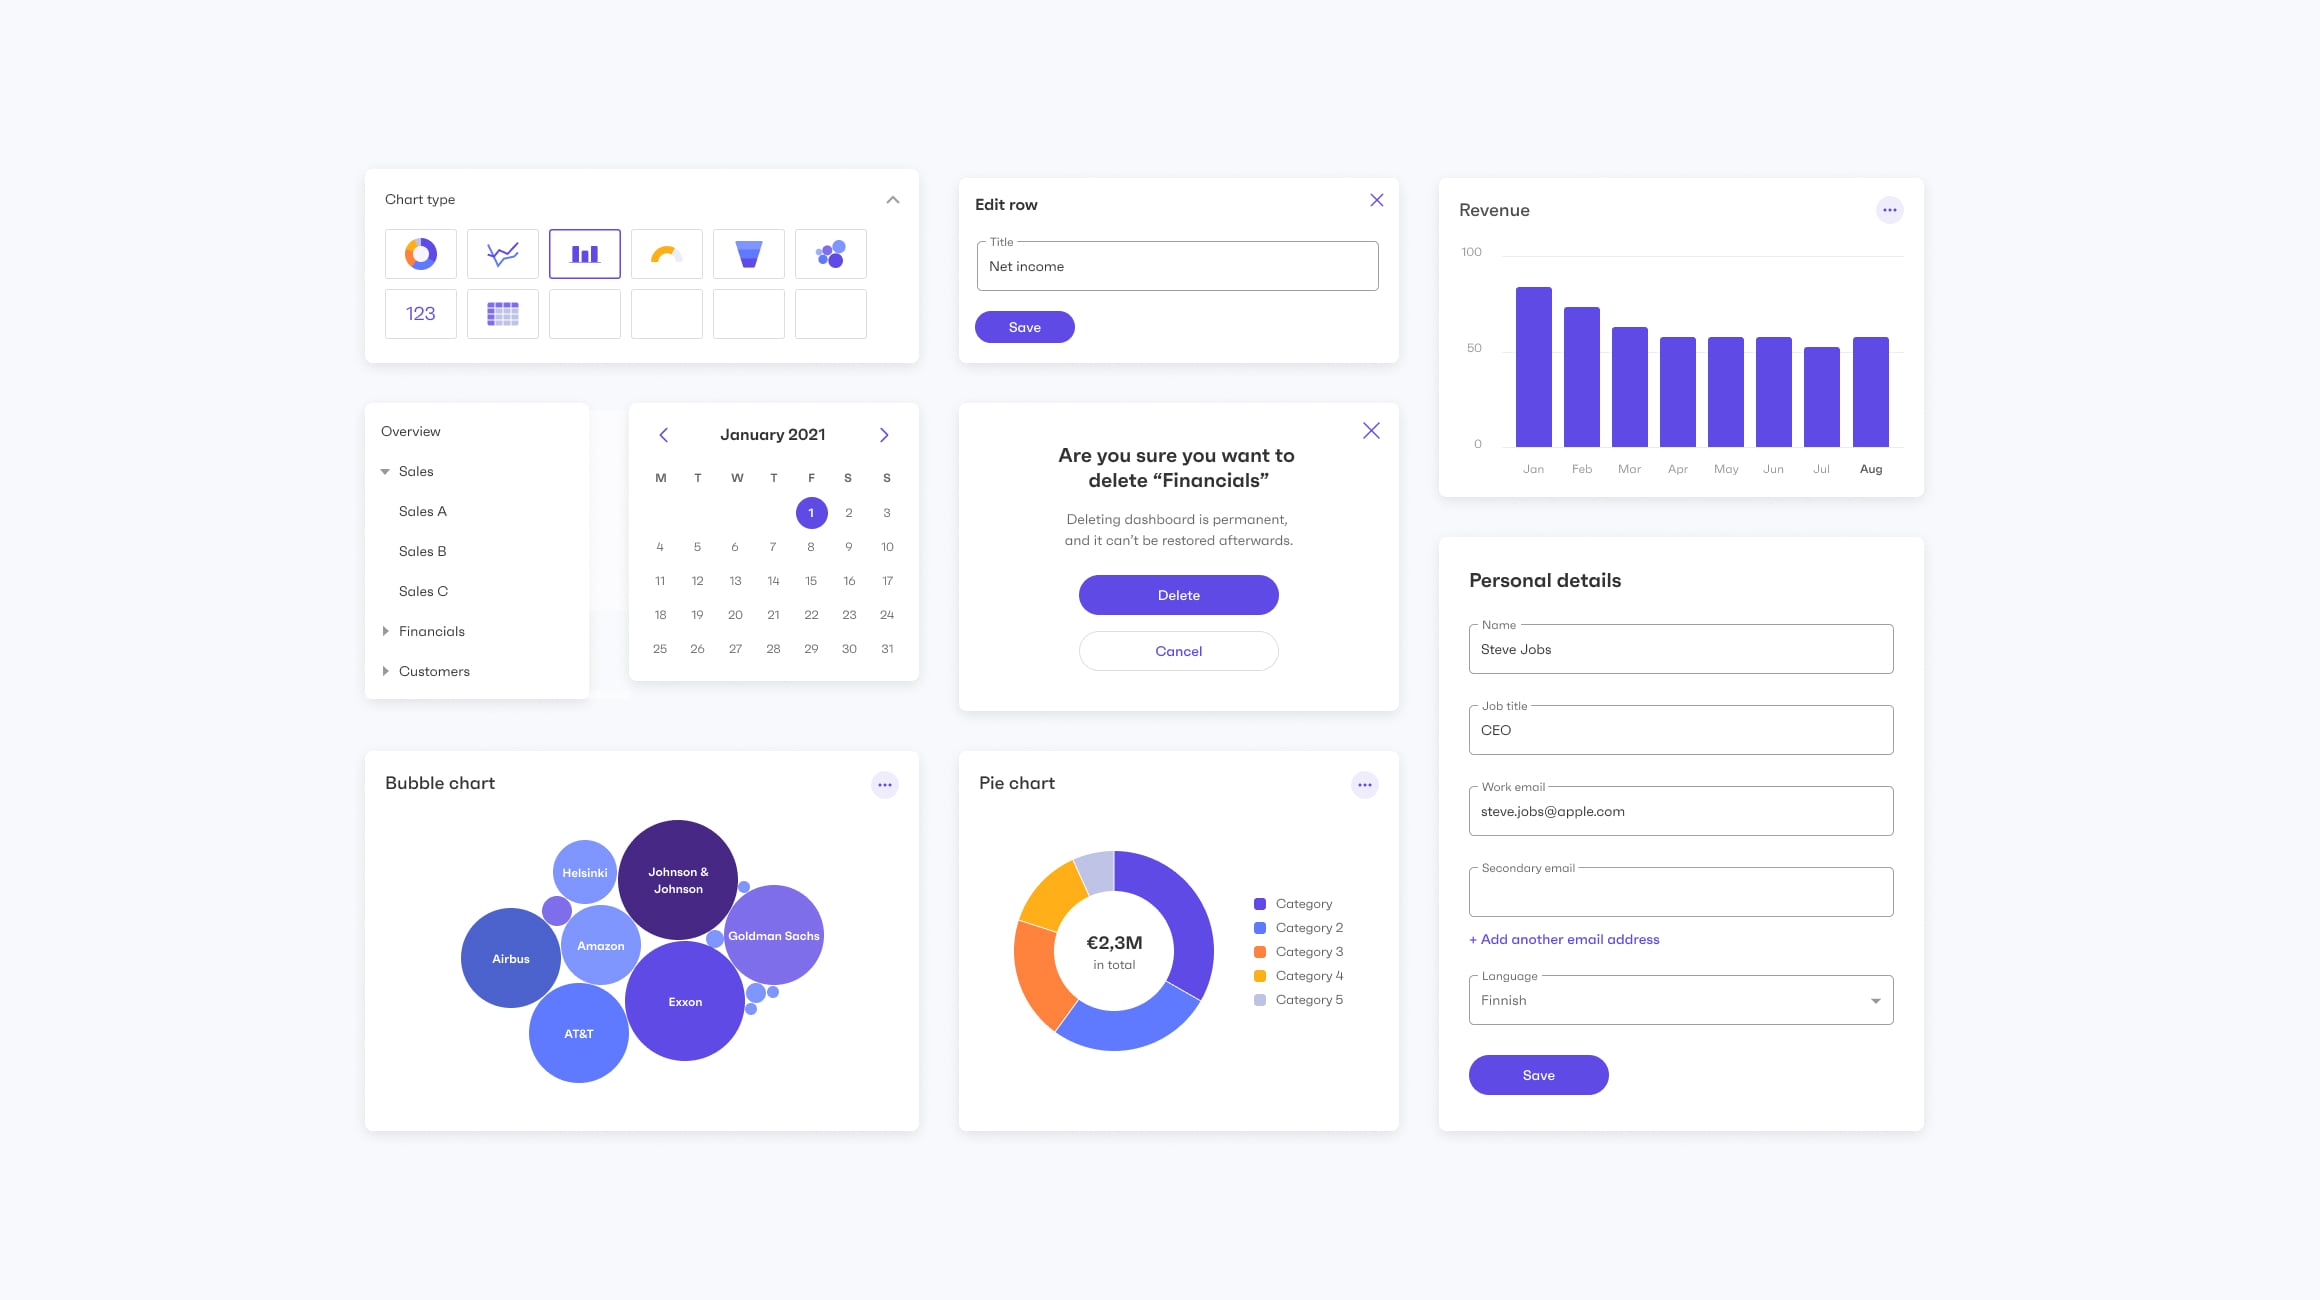 Chart type
123
Edit row
Title
Net income
Save
Revenue
100
50
0
Jan Feb Mar Apr May Jun Jul Aug
Overview
Sales
Sales A
Sales B
Sales C
Financials
Customers
January 2021
M T W T F S S
1 2 3
4 5 6 7 8 9 10
11 12 13 14 15 16 17
18 19 20 21 22 23 24
25 26 27 28 29 30 31
Are you sure you want to
delete “Financials”
Deleting dashboard is permanent,
and it can’t be restored afterwards.
Delete
Cancel
Personal details
Name
Steve Jobs
Job title
CEO
Work email
steve.jobs@apple.com
Secondary email
+ Add another email address
Language
Finnish
Save
Bubble chart
Helsinki
Johnson &
Johnson
Goldman Sachs
Amazon
Airbus
Exxon
AT&T
Pie chart
€2,3M
in total
Category
Category 2
Category 3
Category 4
Category 5